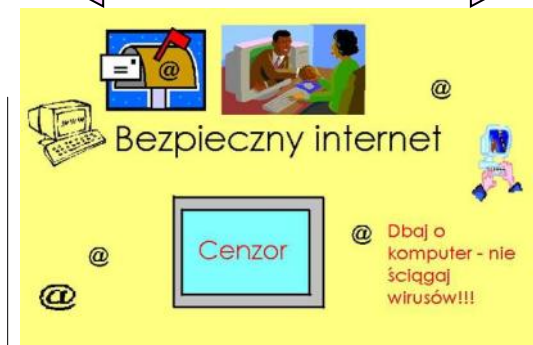 @
@
Bezpieczny internet
Cenzor
@ Dbaj o
komputer - nie
ściągaj
wirusów!!!
@
@